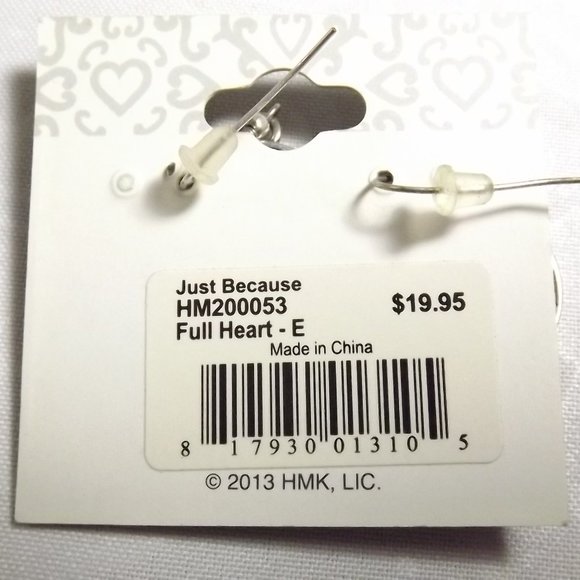 Just Because
HM200053 $19.95
Full Heart - E
Made in China
8 17930 01310 5
© 2013 HMK, LIC.